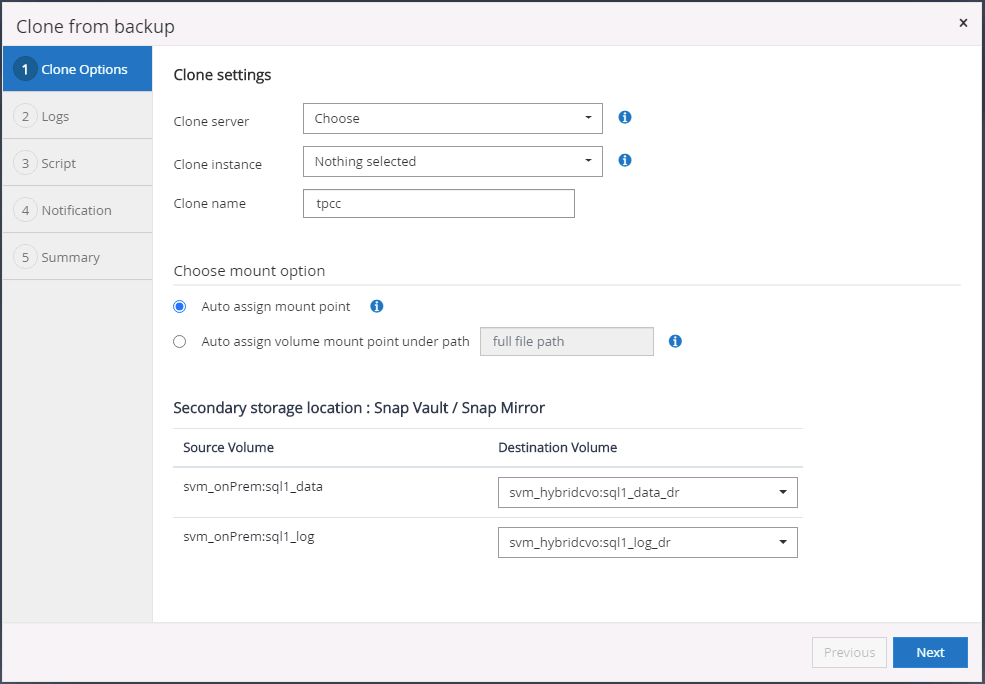 Clone from backup
×
1 Clone Options
2 Logs
3 Script
4 Notification
5 Summary
Clone settings
Clone server Choose i
Clone instance Nothing selected i
Clone name tpcc
Choose mount option
Auto assign mount point i
Auto assign volume mount point under path full file path i
Secondary storage location : Snap Vault / Snap Mirror
Source Volume Destination Volume
svm_onPrem:sql1_data svm_hybridcvo:sql1_data_dr
svm_onPrem:sql1_log svm_hybridcvo:sql1_log_dr
Previous Next